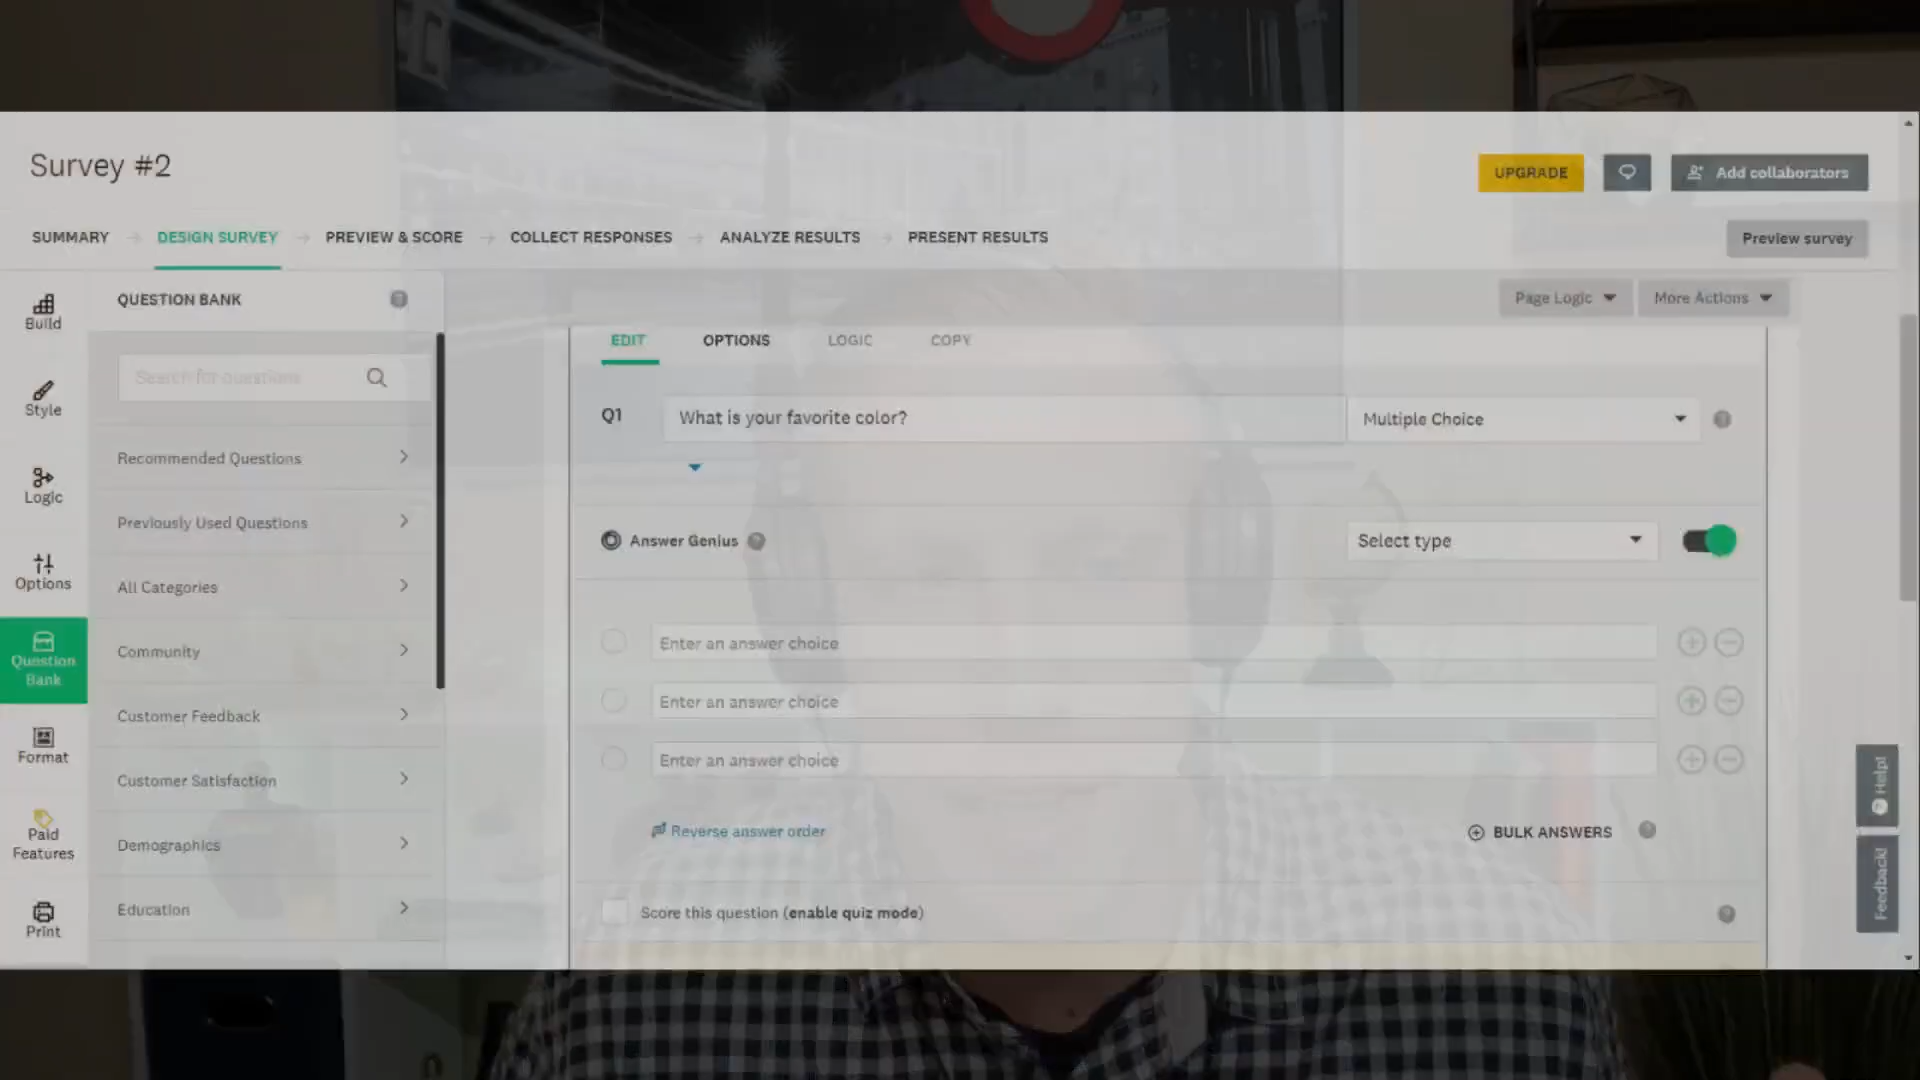 Survey #2
UPGRADE
Add collaborators
SUMMARY
DESIGN SURVEY
PREVIEW & SCORE
COLLECT RESPONSES
ANALYZE RESULTS
PRESENT RESULTS
Preview survey
Build
Style
Logic
Options
Question
Bank
Format
Paid
Features
Print
QUESTION BANK
Search for questions
Recommended Questions
Previously Used Questions
All Categories
Community
Customer Feedback
Customer Satisfaction
Demographics
Education
Page Logic
More Actions
EDIT
OPTIONS
LOGIC
COPY
Q1
What is your favorite color?
Multiple Choice
Answer Genius
Select type
Enter an answer choice
Enter an answer choice
Enter an answer choice
Reverse answer order
BULK ANSWERS
Score this question (enable quiz mode)
Help!
Feedback!